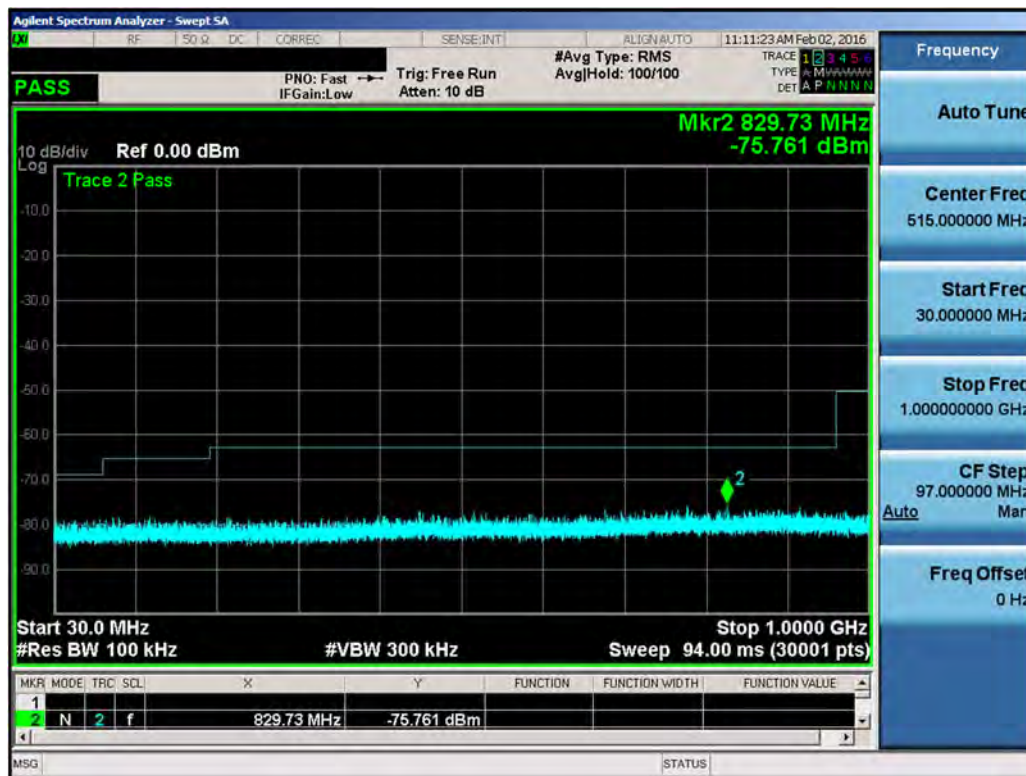 Agilent Spectrum Analyzer - Swept SA
LXI RF 50 Ω DC CORREC SENSE:INT ALIGN AUTO 11:11:23 AM Feb 02, 2016
PASS
PNO: Fast
IFGain:Low
Trig: Free Run
Atten: 10 dB
#Avg Type: RMS
Avg|Hold: 100/100
TRACE 1 2 3 4 5 6
TYPE
DET A P N N N N
Mkr2 829.73 MHz
-75.761 dBm
10 dB/div
Log
Ref 0.00 dBm
Trace 2 Pass
-10.0
-20.0
-30.0
-40.0
-50.0
-60.0
-70.0
-80.0
-90.0
2
Start 30.0 MHz
Stop 1.0000 GHz
#Res BW 100 kHz
#VBW 300 kHz
Sweep 94.00 ms (30001 pts)
MKR MODE TRC SCL X Y FUNCTION FUNCTION WIDTH FUNCTION VALUE
1
2 N 2 f 829.73 MHz -75.761 dBm
MSG
STATUS
Frequency
Auto Tune
Center Freq
515.000000 MHz
Start Freq
30.000000 MHz
Stop Freq
1.000000000 GHz
CF Step
97.000000 MHz
Auto Man
Freq Offset
0 Hz